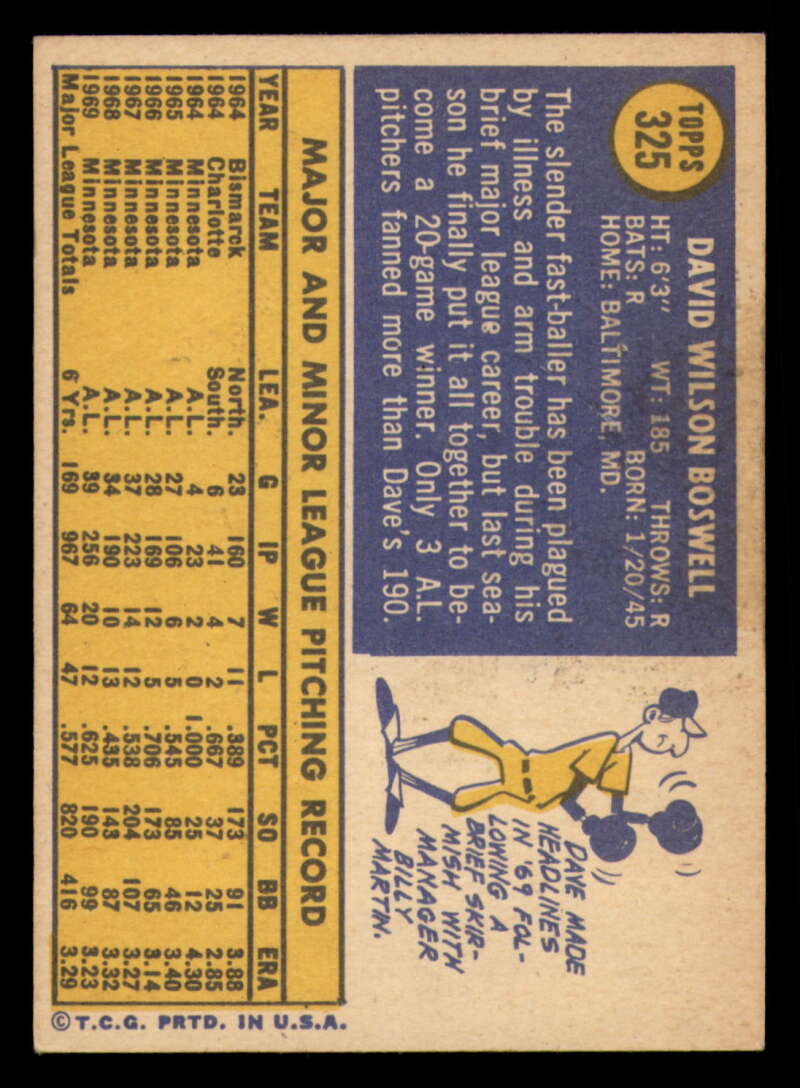 TOPPS
325
DAVID WILSON BOSWELL
HT: 6'3" WT: 185 THROWS: R
BATS: R BORN: 1/20/45
HOME: BALTIMORE, MD.
The slender fast-baller has been plagued
by illness and arm trouble during his
brief major league career, but last sea-
son he finally put it all together to be-
come a 20-game winner. Only 3 A.L.
pitchers fanned more than Dave's 190.
DAVE MADE
HEADLINES
IN '69 FOL-
LOWING A
BRIEF SKIR-
MISH WITH
MANAGER
BILLY
MARTIN.
MAJOR AND MINOR LEAGUE PITCHING RECORD
YEAR TEAM LEA. G IP W L PCT SO BB ERA
1964 Bismarck North. 23 160 7 11 .389 173 91 3.88
1964 Charlotte South. 6 41 4 2 .667 37 25 2.85
1964 Minnesota A.L. 4 23 2 0 1.000 25 12 4.30
1965 Minnesota A.L. 27 106 6 5 .545 85 46 3.40
1966 Minnesota A.L. 28 169 12 5 .706 173 65 3.14
1967 Minnesota A.L. 37 223 14 12 .538 204 107 3.27
1968 Minnesota A.L. 34 190 10 13 .435 143 87 3.32
1969 Minnesota A.L. 39 256 20 12 .625 190 99 3.23
Major League Totals 6 Yrs. 169 967 64 47 .577 820 416 3.29
© T.C.G. PRTD. IN U.S.A.